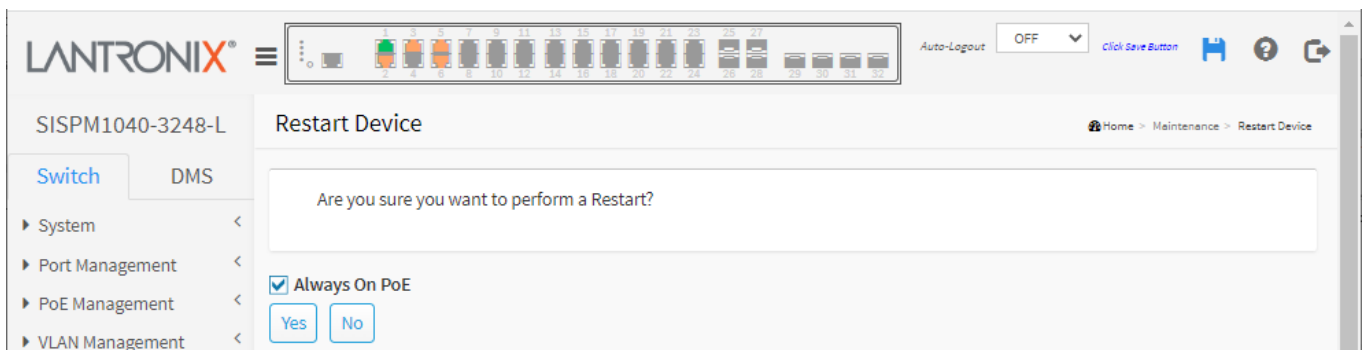 LANTRONIX®
1 3 5 7 9 11 13 15 17 19 21 23 25 27
2 4 6 8 10 12 14 16 18 20 22 24 26 28 29 30 31 32
Auto-Logout OFF Click Save Button
SISPM1040-3248-L
Restart Device
Home > Maintenance > Restart Device
Switch DMS
Are you sure you want to perform a Restart?
System
Port Management
PoE Management
VLAN Management
Always On PoE
Yes No